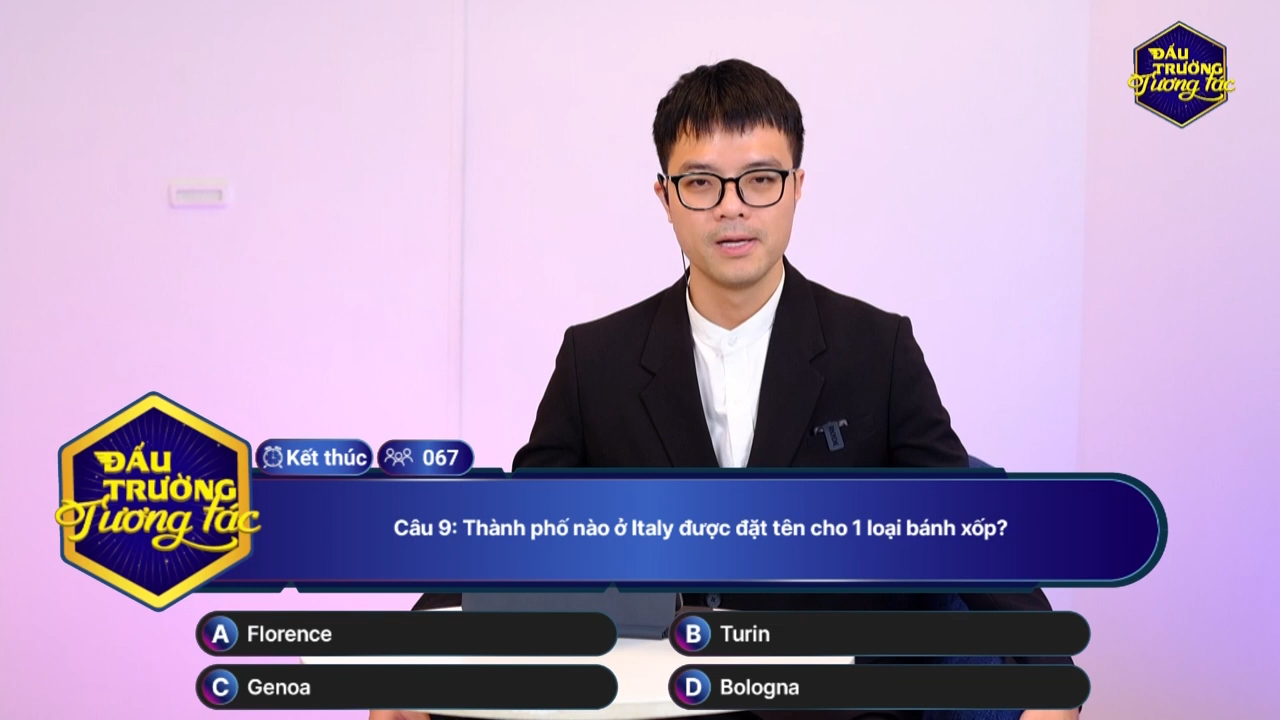 ĐẤU
TRƯỜNG
Tương tác
Kết thúc
067
ĐẤU
TRƯỜNG
Tương tác
Câu 9: Thành phố nào ở Italy được đặt tên cho 1 loại bánh xốp?
A Florence
B Turin
C Genoa
D Bologna